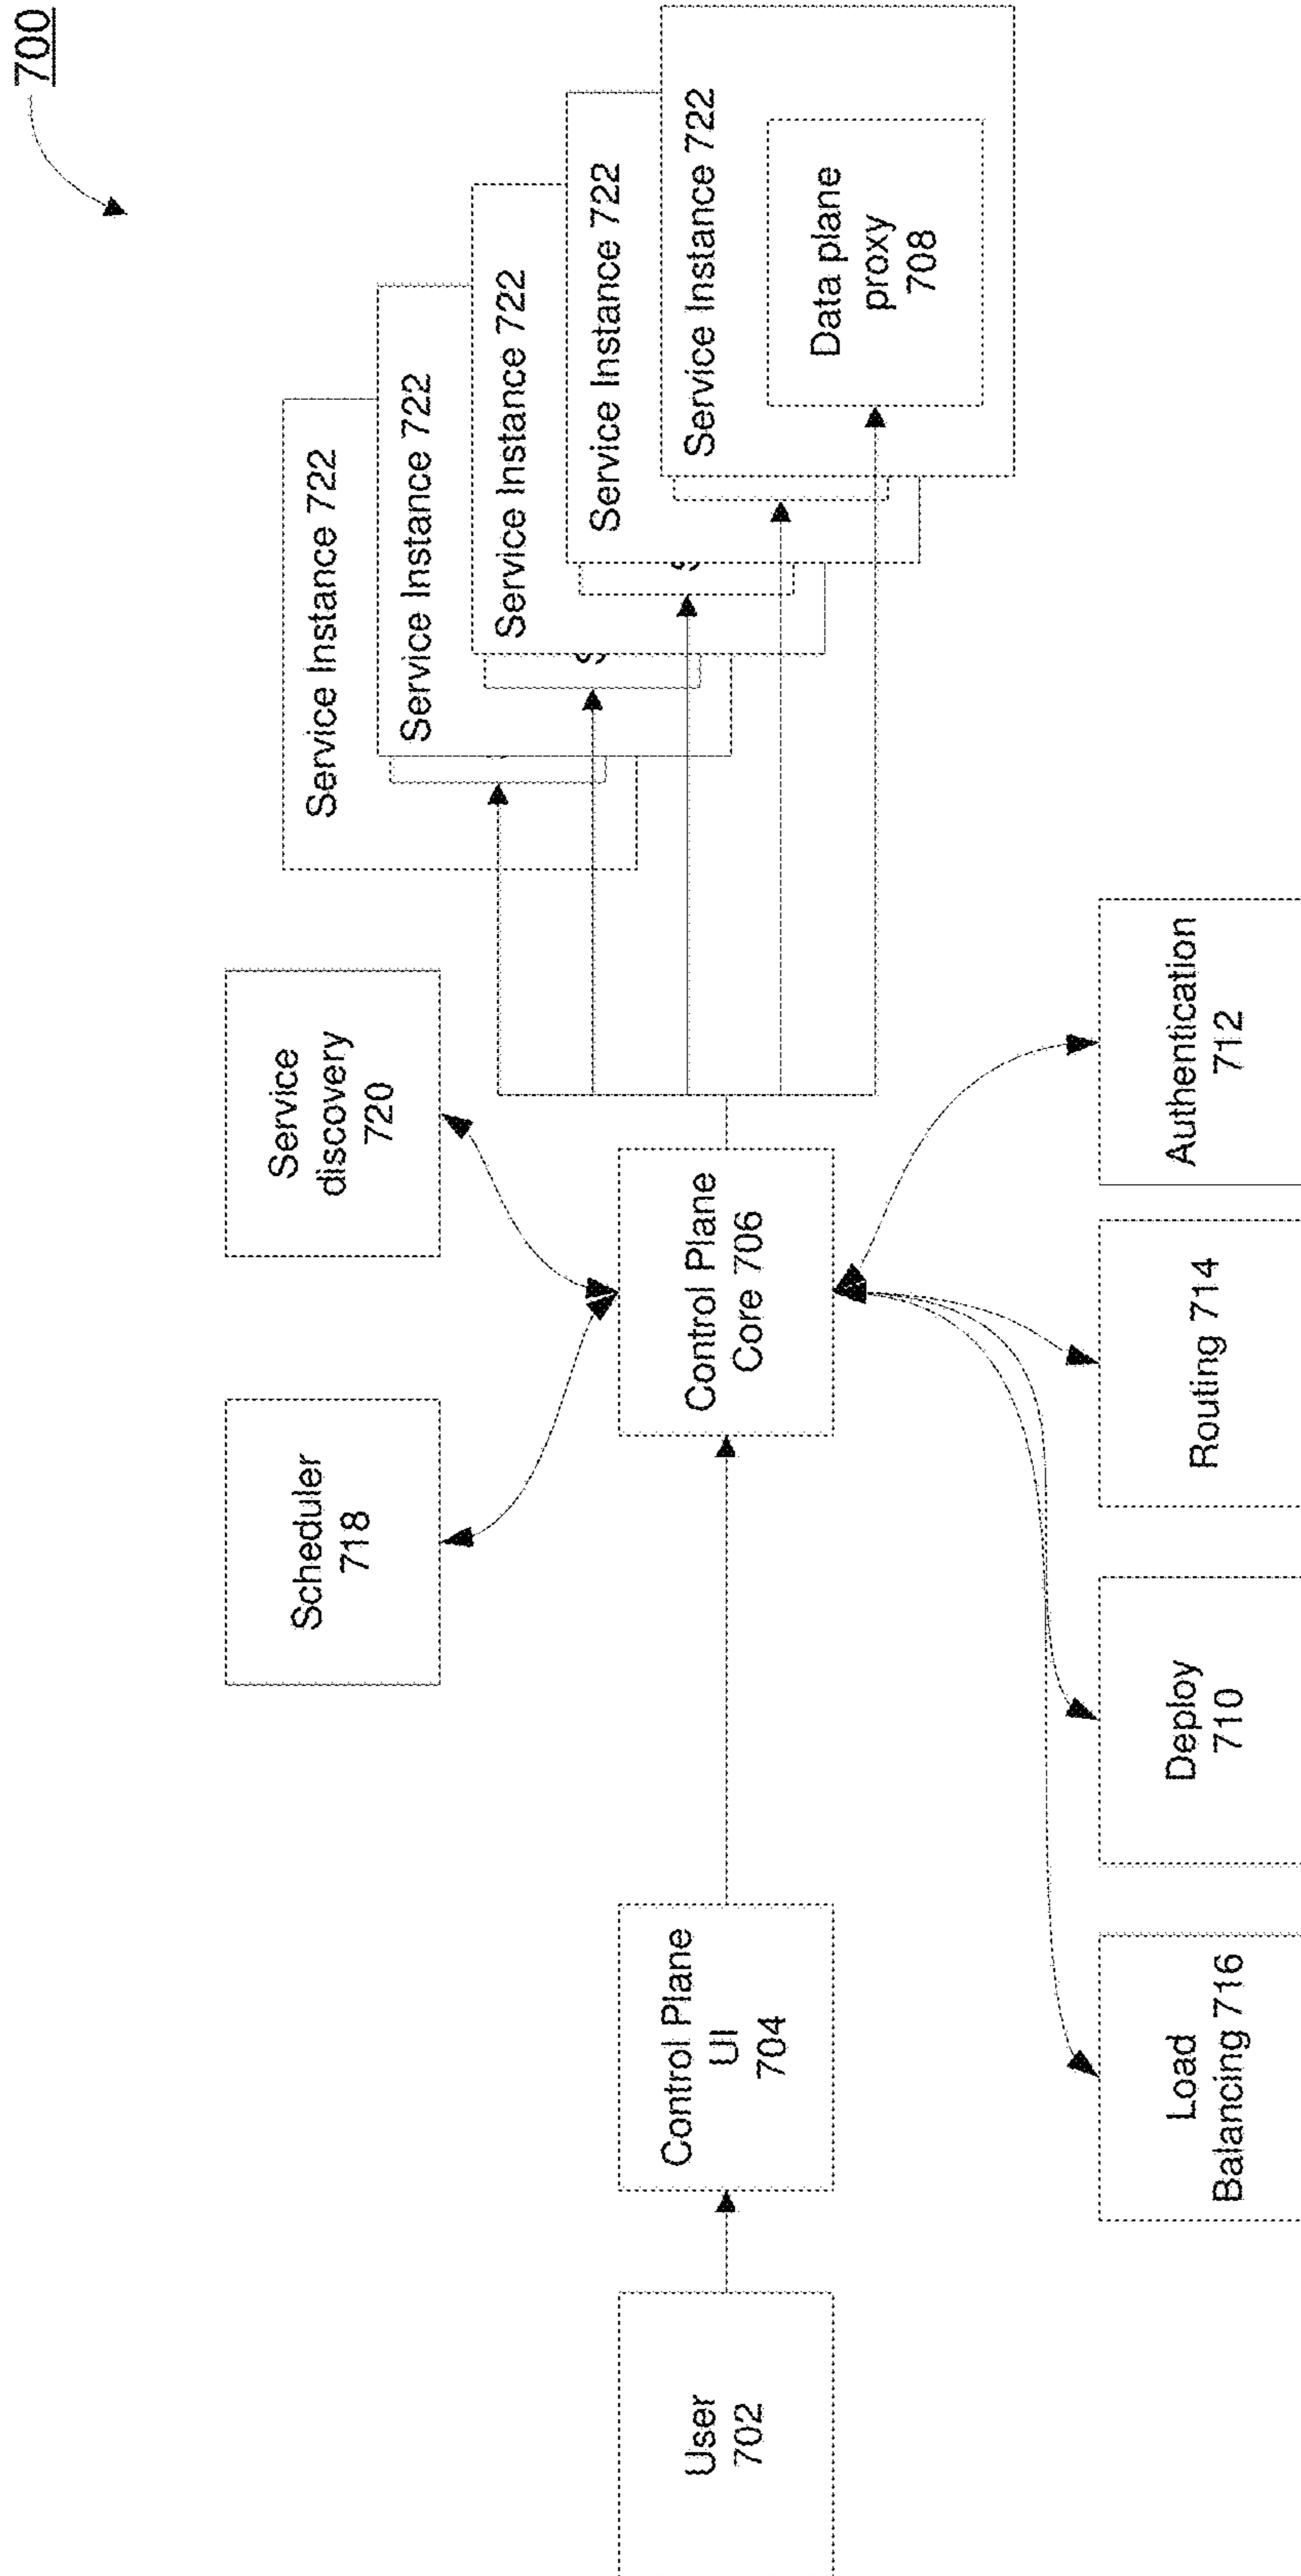 700
Scheduler
718
Service
discovery
720
Service Instance 722
Service Instance 722
Service Instance 722
Service Instance 722
Service Instance 722
Data plane
proxy
708
User
702
Control Plane
UI
704
Control Plane
Core 706
Load
Balancing 716
Deploy
710
Routing 714
Authentication
712